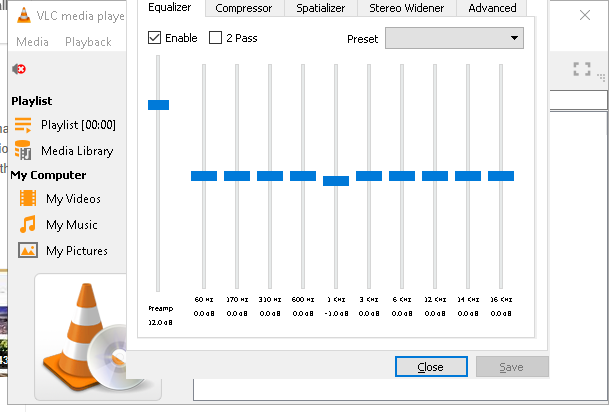 VLC media playe
Media Playback
Equalizer Compressor Spatializer Stereo Widener Advanced
Enable 2 Pass Preset
Playlist
Playlist [00:00]
Media Library
My Computer
My Videos
My Music
My Pictures
Preamp 60 Hz 170 Hz 310 Hz 600 Hz 1 KHz 3 KHz 6 KHz 12 KHz 14 KHz 16 KHz
12.0 dB 0.0 dB 0.0 dB 0.0 dB 0.0 dB -1.0 dB 0.0 dB 0.0 dB 0.0 dB 0.0 dB 0.0 dB
Close Save